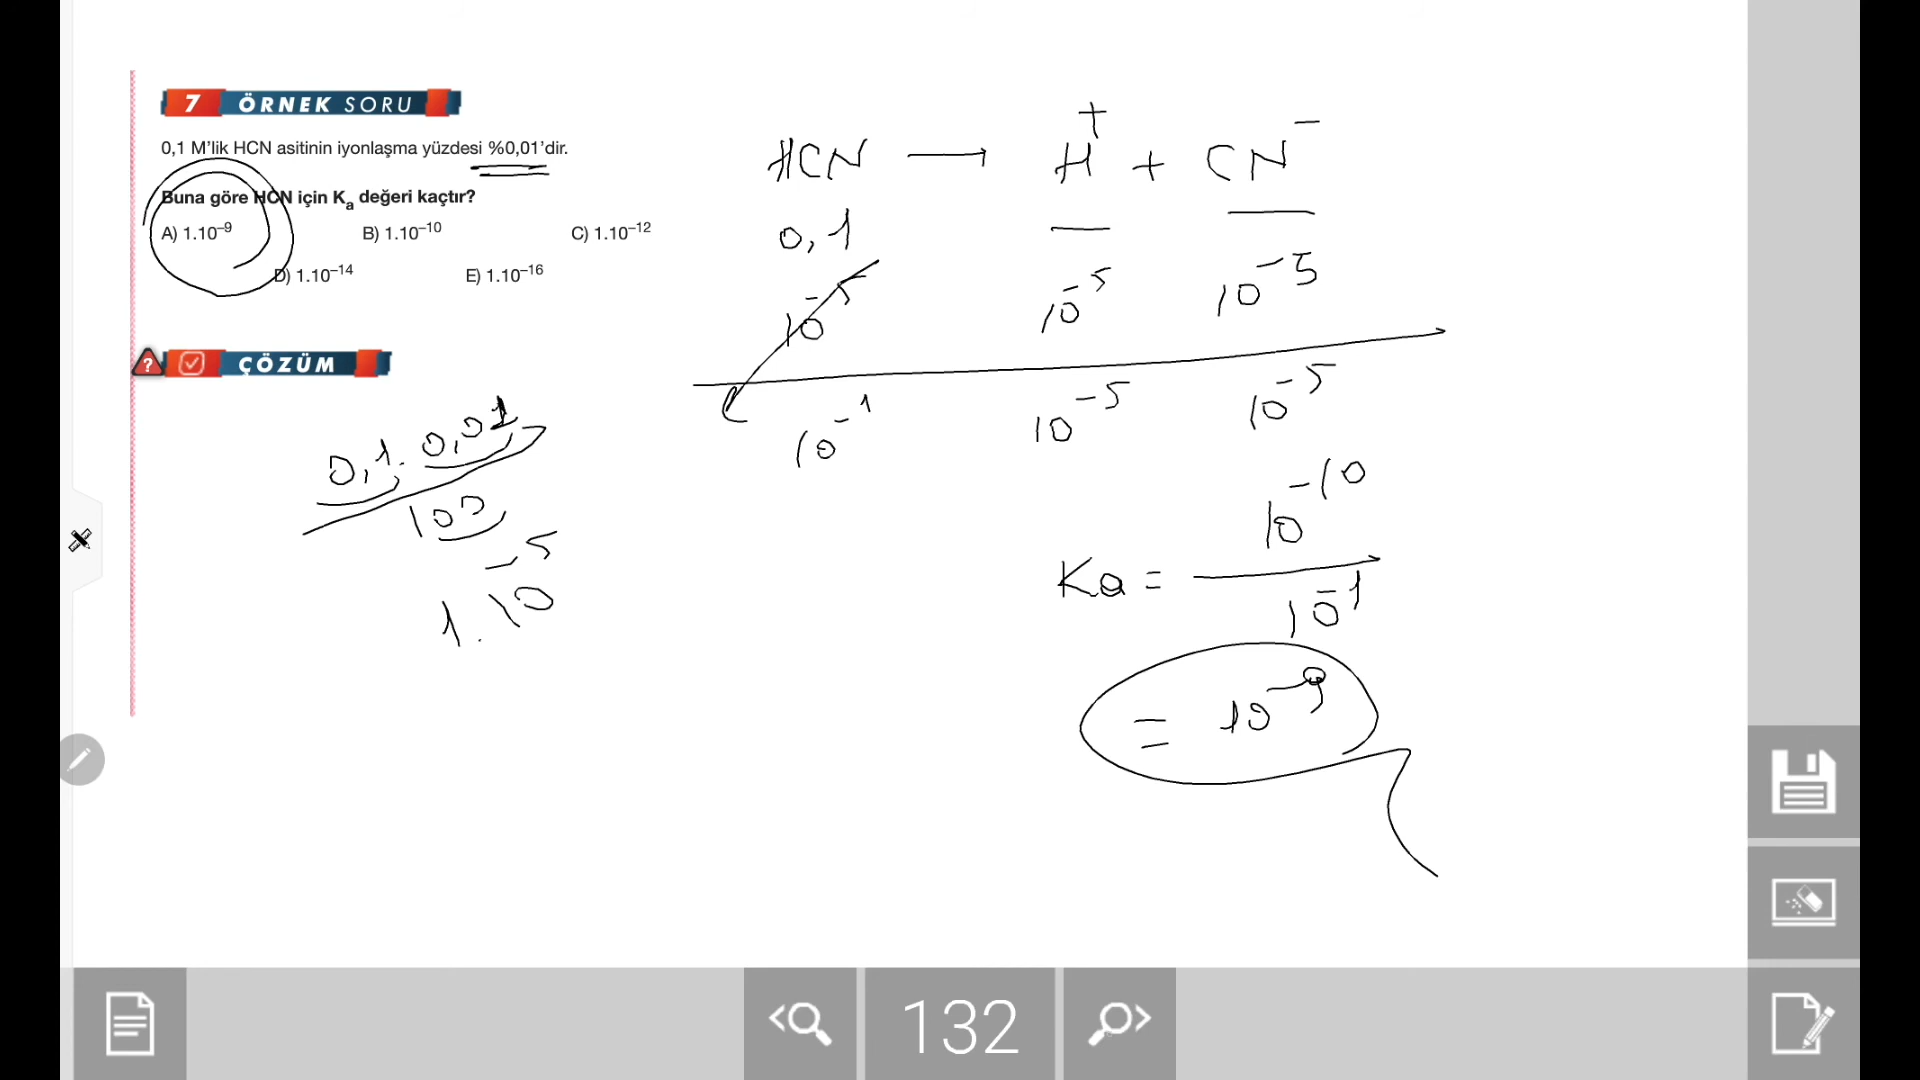 7 ÖRNEK SORU
0,1 M'lik HCN asitinin iyonlaşma yüzdesi %0,01'dir.
Buna göre HCN için Kₐ değeri kaçtır?
A) 1.10⁻⁹ B) 1.10⁻¹⁰ C) 1.10⁻¹²
D) 1.10⁻¹⁴ E) 1.10⁻¹⁶
? ÇÖZÜM
0,1 . 0,01
100
1.10⁻⁵
HCN → H⁺ + CN⁻
0,1 — —
10⁻⁵ 10⁻⁵ 10⁻⁵
10⁻¹ 10⁻⁵ 10⁻⁵
10⁻¹⁰
Ka =
10⁻¹
= 10⁻⁹
132